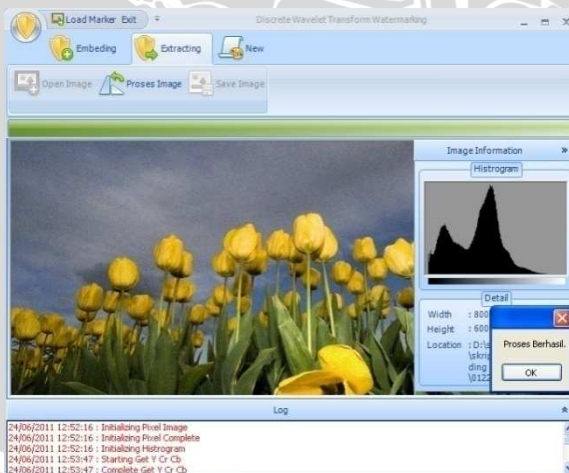 Load Marker Exit
Discrete Wavelet Transform Watermarking
Embeding Extracting New
Open Image Proses Image Save Image
Image Information
Histrogram
Detail
Width : 800
Height : 600
Location : D:\s
\skrip
ding
\0122
Proses Berhasil.
OK
Log
24/06/2011 12:52:16 : Initializing Pixel Image
24/06/2011 12:52:16 : Initializing Pixel Complete
24/06/2011 12:52:16 : Initializing Histrogram
24/06/2011 12:53:47 : Starting Get Y Cr Cb
24/06/2011 12:53:47 : Complete Get Y Cr Cb